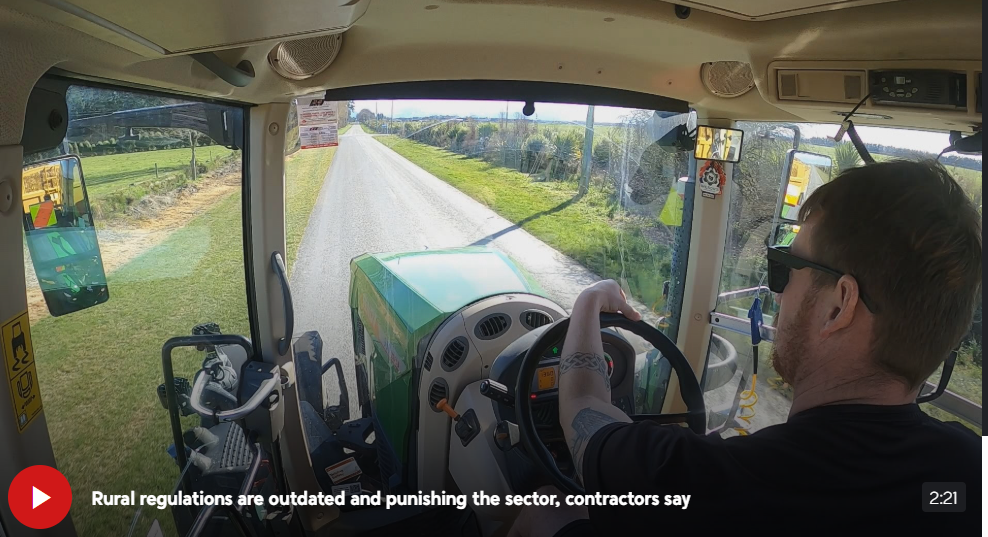 Rural regulations are outdated and punishing the sector, contractors say
2:21